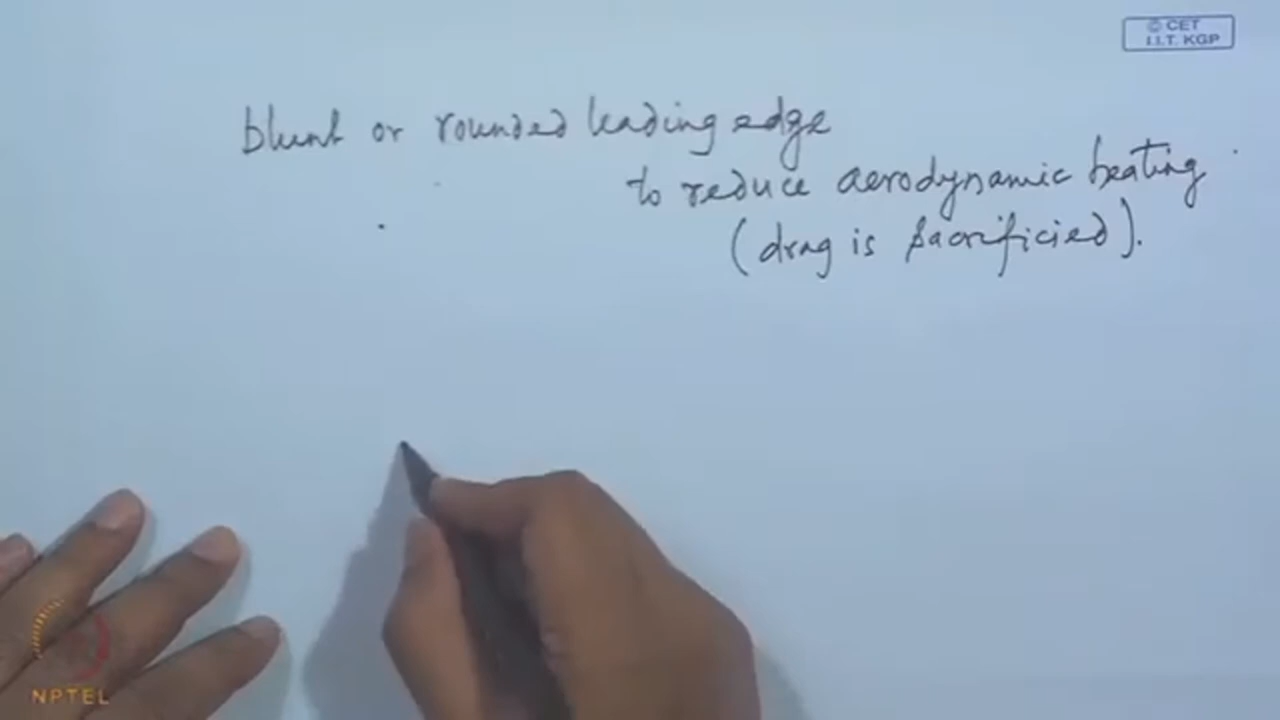 © CET
I.I.T. KGP
blunt or rounded leading edge
to reduce aerodynamic heating
(drag is sacrificied).
NPTEL